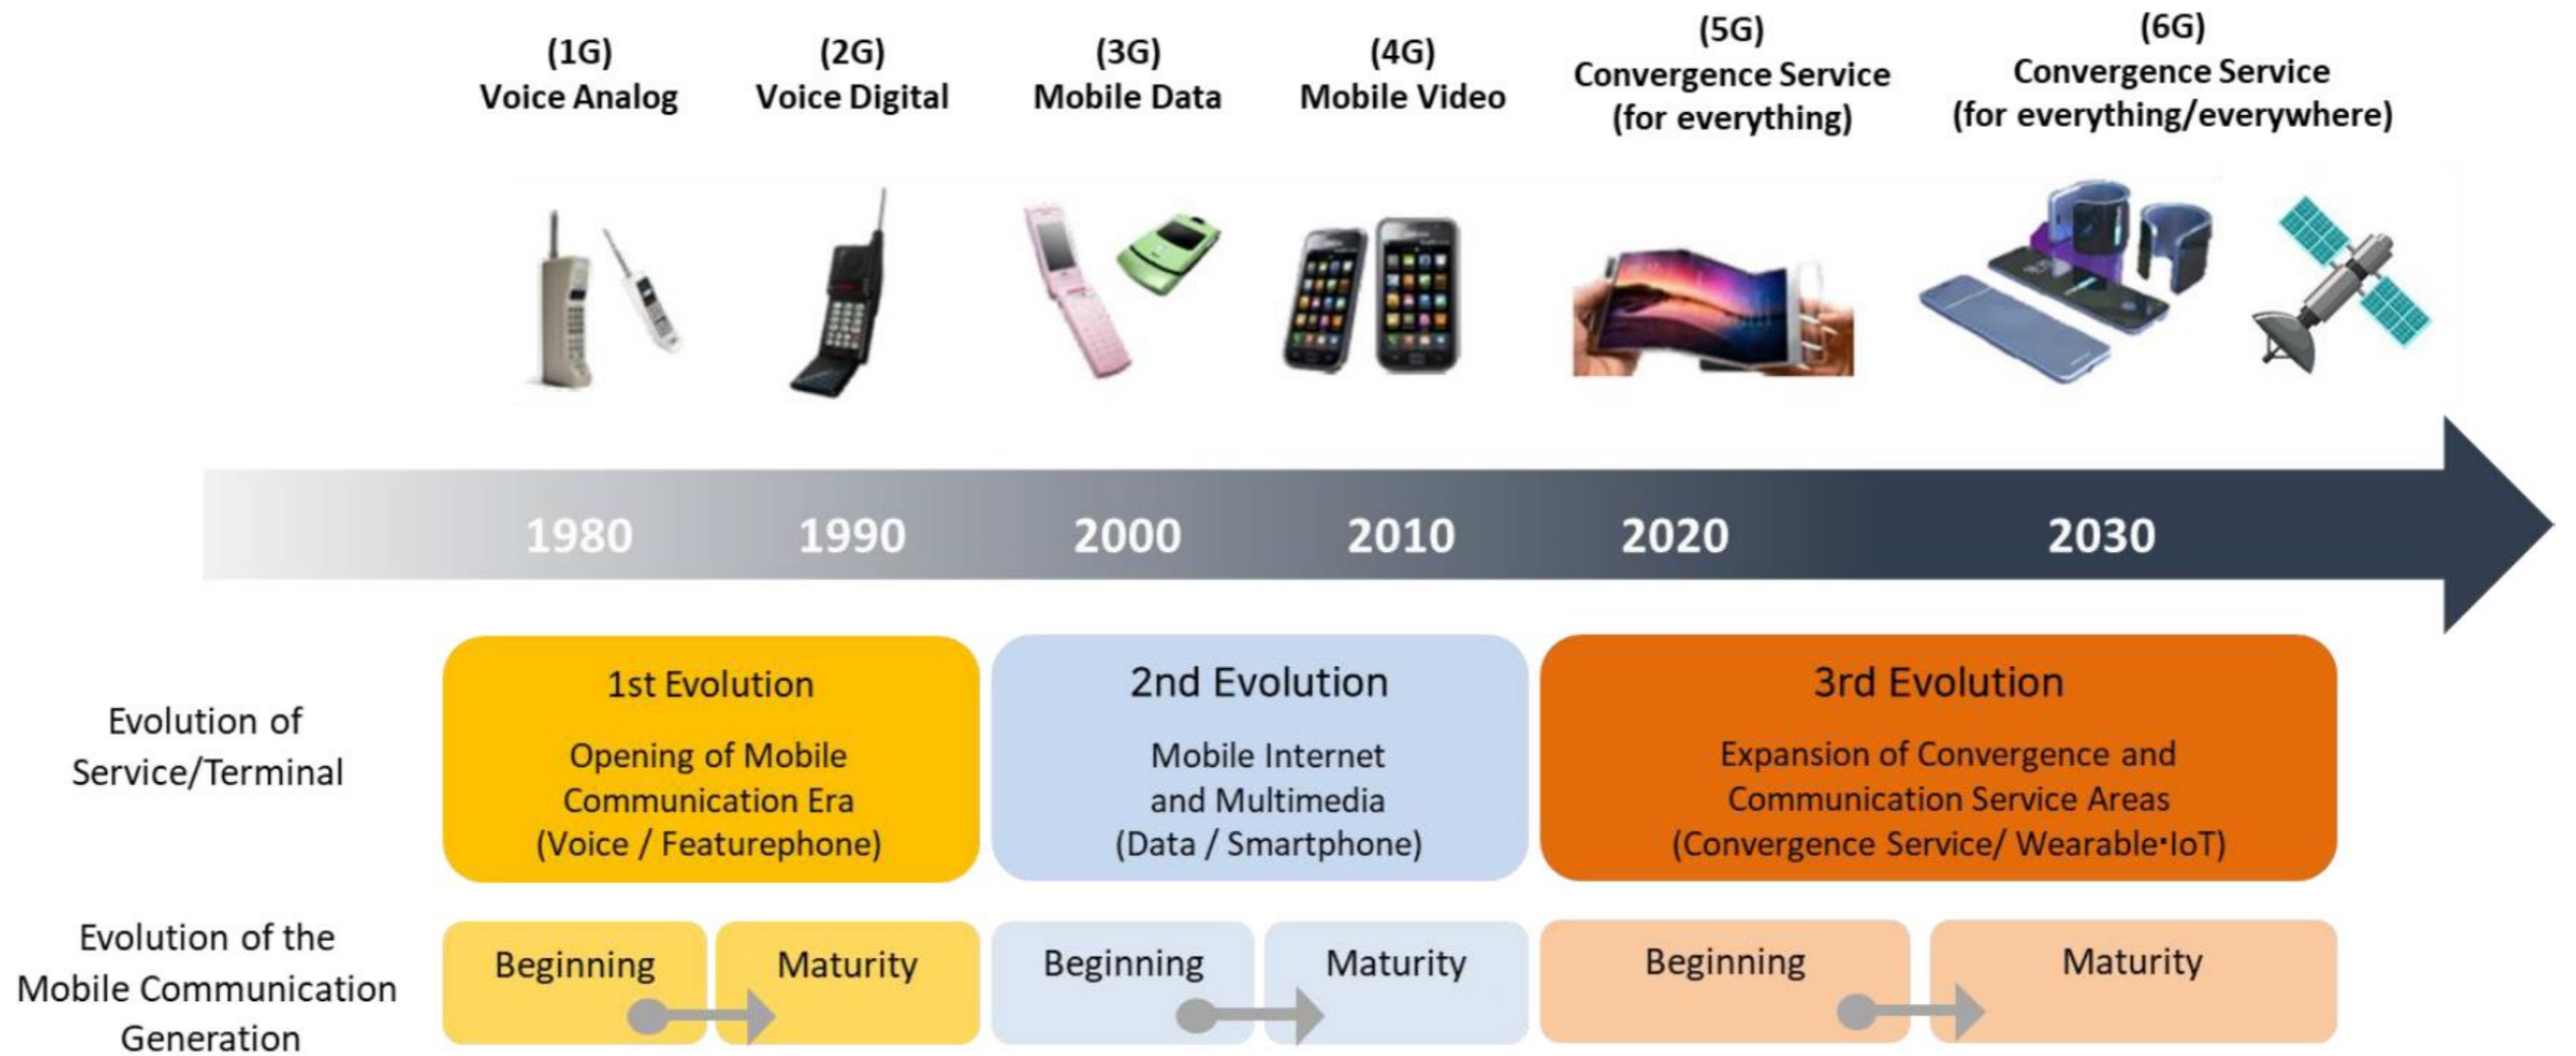 (1G)
Voice Analog
(2G)
Voice Digital
(3G)
Mobile Data
(4G)
Mobile Video
(5G)
Convergence Service
(for everything)
(6G)
Convergence Service
(for everything/everywhere)
1980
1990
2000
2010
2020
2030
Evolution of
Service/Terminal
1st Evolution
Opening of Mobile
Communication Era
(Voice / Featurephone)
2nd Evolution
Mobile Internet
and Multimedia
(Data / Smartphone)
3rd Evolution
Expansion of Convergence and
Communication Service Areas
(Convergence Service/ Wearable·IoT)
Evolution of the
Mobile Communication
Generation
Beginning
Maturity
Beginning
Maturity
Beginning
Maturity